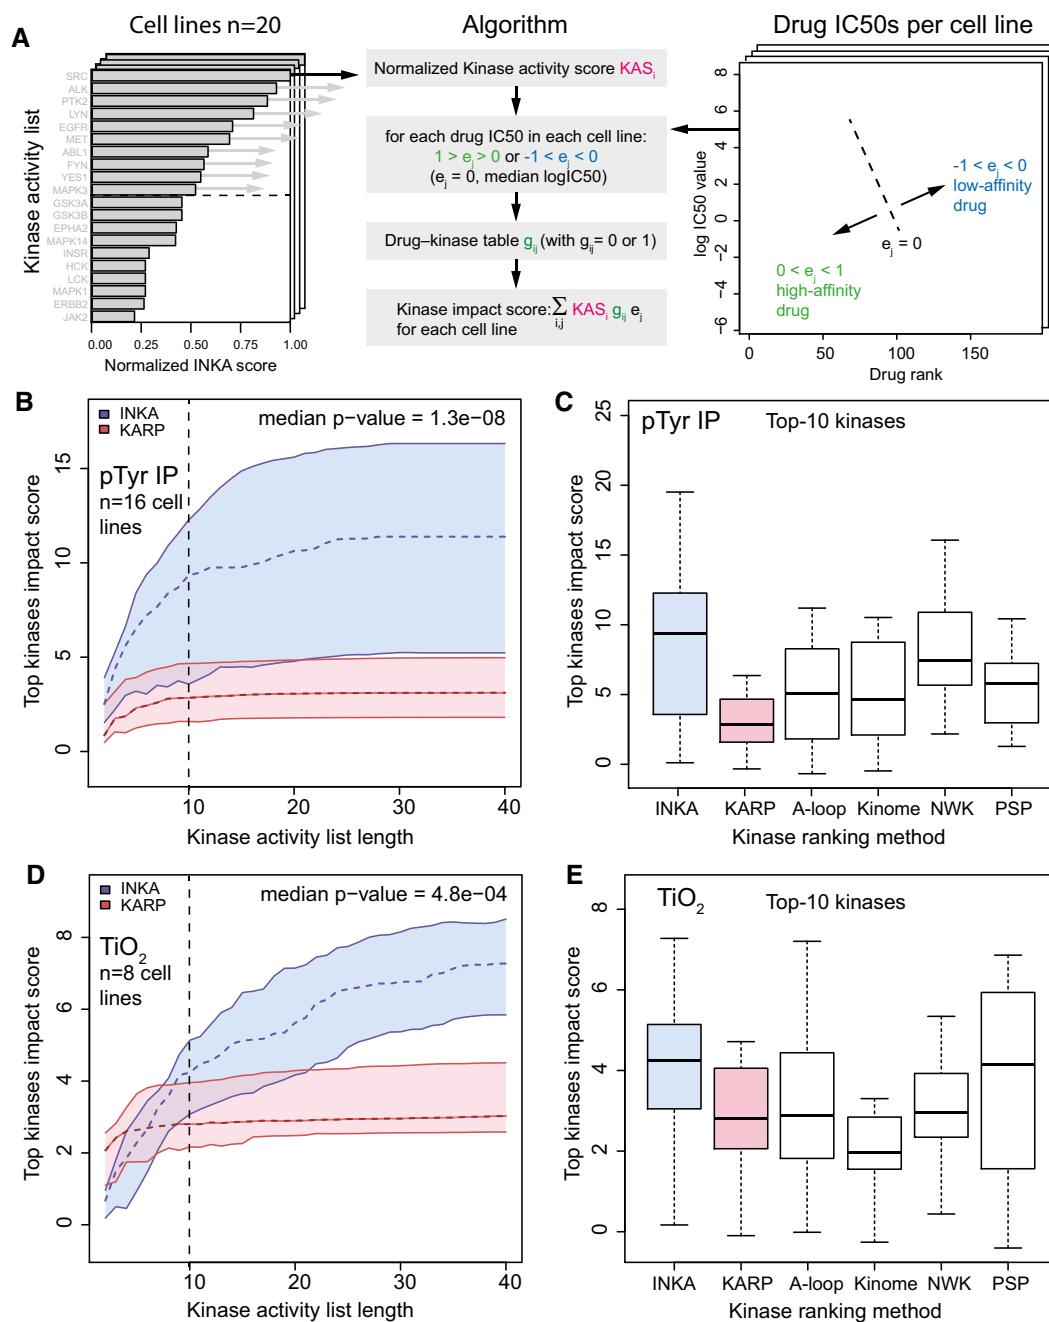 A
Cell lines n=20
Algorithm
Drug IC50s per cell line
Kinase activity list
SRC
ALK
PTK2
LYN
EGFR
MET
ABL1
FYN
YES1
MAPK3
GSK3A
GSK3B
EPHA2
MAPK14
INSR
HCK
LCK
MAPK1
ERBB2
JAK2
0.00 0.25 0.50 0.75 1.00
Normalized INKA score
Normalized Kinase activity score KASi
for each drug IC50 in each cell line:
1 > ej > 0 or -1 < ej < 0
(ej = 0, median logIC50)
Drug–kinase table gij (with gij = 0 or 1)
Kinase impact score: ∑ KASi gij ej
i,j
for each cell line
log IC50 value
8
6
4
2
0
−2
−4
−6
-1 < ej < 0
low-affinity
drug
ej = 0
0 < ej < 1
high-affinity
drug
0 50 100 150
Drug rank
B
INKA
KARP
median p−value = 1.3e−08
pTyr IP
n=16 cell
lines
Top kinases impact score
15
10
5
0
10 20 30 40
Kinase activity list length
C
pTyr IP
Top-10 kinases
Top kinases impact score
25
20
15
10
5
0
INKA KARP A-loop Kinome NWK PSP
Kinase ranking method
D
INKA
KARP
median p−value = 4.8e−04
TiO2
n=8 cell
lines
Top kinases impact score
8
6
4
2
0
10 20 30 40
Kinase activity list length
E
TiO2
Top-10 kinases
Top kinases impact score
8
6
4
2
0
INKA KARP A-loop Kinome NWK PSP
Kinase ranking method